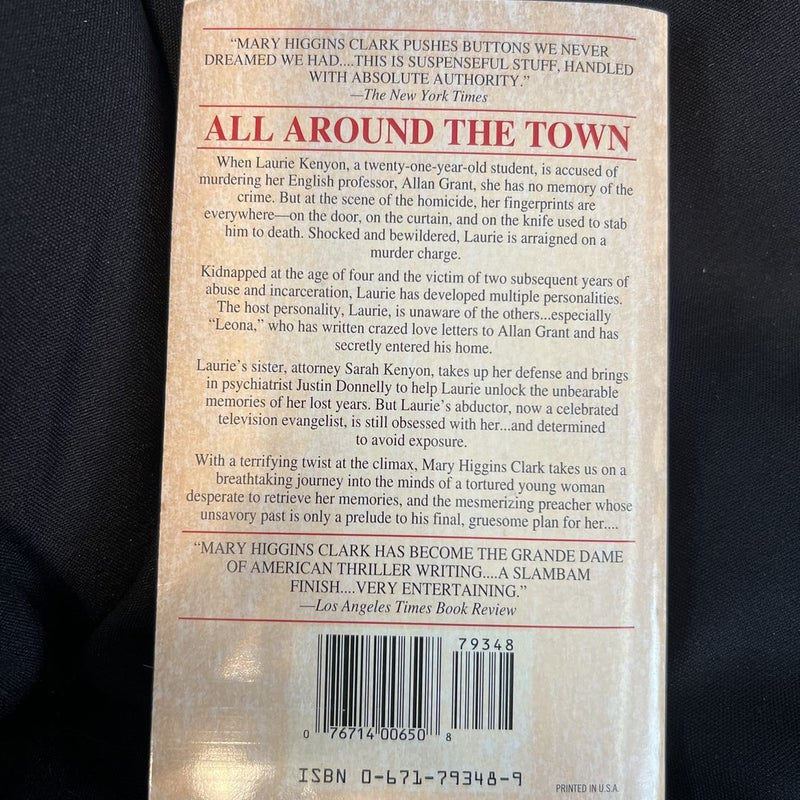 “MARY HIGGINS CLARK PUSHES BUTTONS WE NEVER
DREAMED WE HAD....THIS IS SUSPENSEFUL STUFF, HANDLED
WITH ABSOLUTE AUTHORITY.”
—The New York Times
ALL AROUND THE TOWN
When Laurie Kenyon, a twenty-one-year-old student, is accused of
murdering her English professor, Allan Grant, she has no memory of the
crime. But at the scene of the homicide, her fingerprints are
everywhere—on the door, on the curtain, and on the knife used to stab
him to death. Shocked and bewildered, Laurie is arraigned on a
murder charge.
Kidnapped at the age of four and the victim of two subsequent years of
abuse and incarceration, Laurie has developed multiple personalities.
The host personality, Laurie, is unaware of the others...especially
“Leona,” who has written crazed love letters to Allan Grant and has
secretly entered his home.
Laurie’s sister, attorney Sarah Kenyon, takes up her defense and brings
in psychiatrist Justin Donnelly to help Laurie unlock the unbearable
memories of her lost years. But Laurie’s abductor, now a celebrated
television evangelist, is still obsessed with her...and determined
to avoid exposure.
With a terrifying twist at the climax, Mary Higgins Clark takes us on a
breathtaking journey into the minds of a tortured young woman
desperate to retrieve her memories, and the mesmerizing preacher whose
unsavory past is only a prelude to his final, gruesome plan for her....
“MARY HIGGINS CLARK HAS BECOME THE GRANDE DAME
OF AMERICAN THRILLER WRITING....A SLAMBAM
FINISH....VERY ENTERTAINING.”
—Los Angeles Times Book Review
79348
0 76714 00650 8
ISBN 0-671-79348-9
PRINTED IN U.S.A.